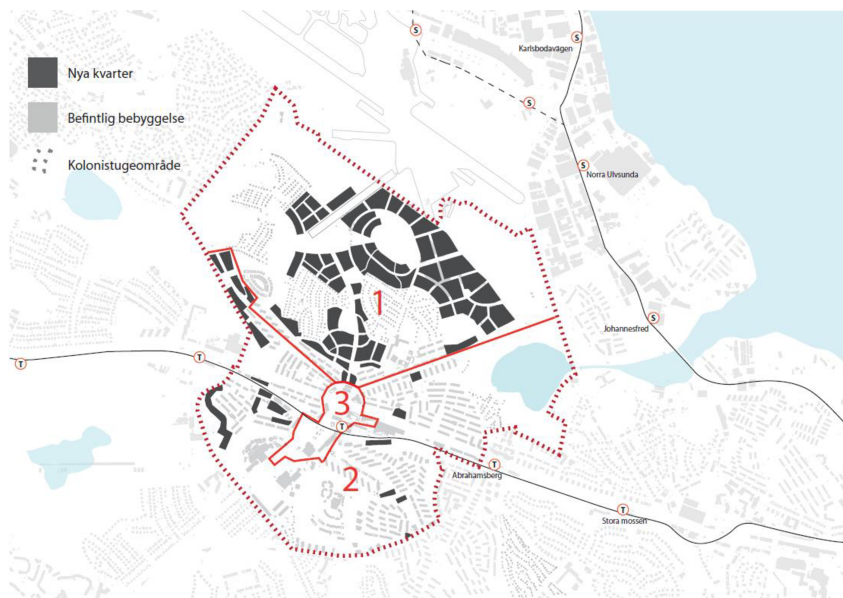 Nya kvarter
Befintlig bebyggelse
Kolonistugeområde
S
Karlsbodavägen
S
S
S
Norra Ulvsunda
1
S
Johannesfred
T
T
3
T
2
T
Abrahamsberg
T
Stora mossen